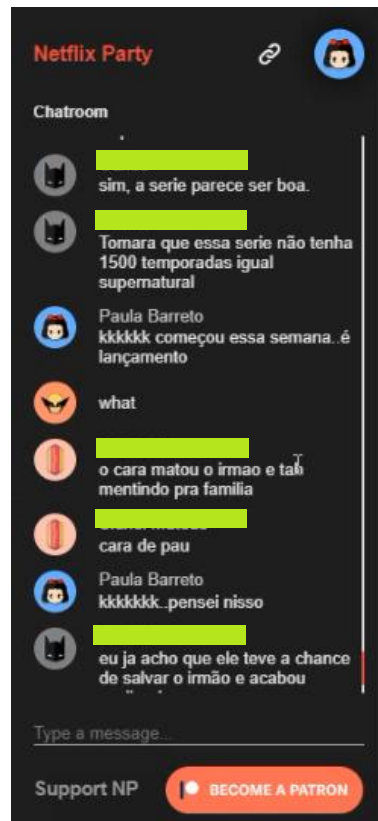 Netflix Party
Chatroom
sim, a serie parece ser boa.
Tomara que essa serie não tenha
1500 temporadas igual
supernatural
Paula Barreto
kkkkkk começou essa semana..é
lançamento
what
o cara matou o irmao e tah
mentindo pra familia
cara de pau
Paula Barreto
kkkkkkk..pensei nisso
eu ja acho que ele teve a chance
de salvar o irmão e acabou
Type a message...
Support NP
BECOME A PATRON